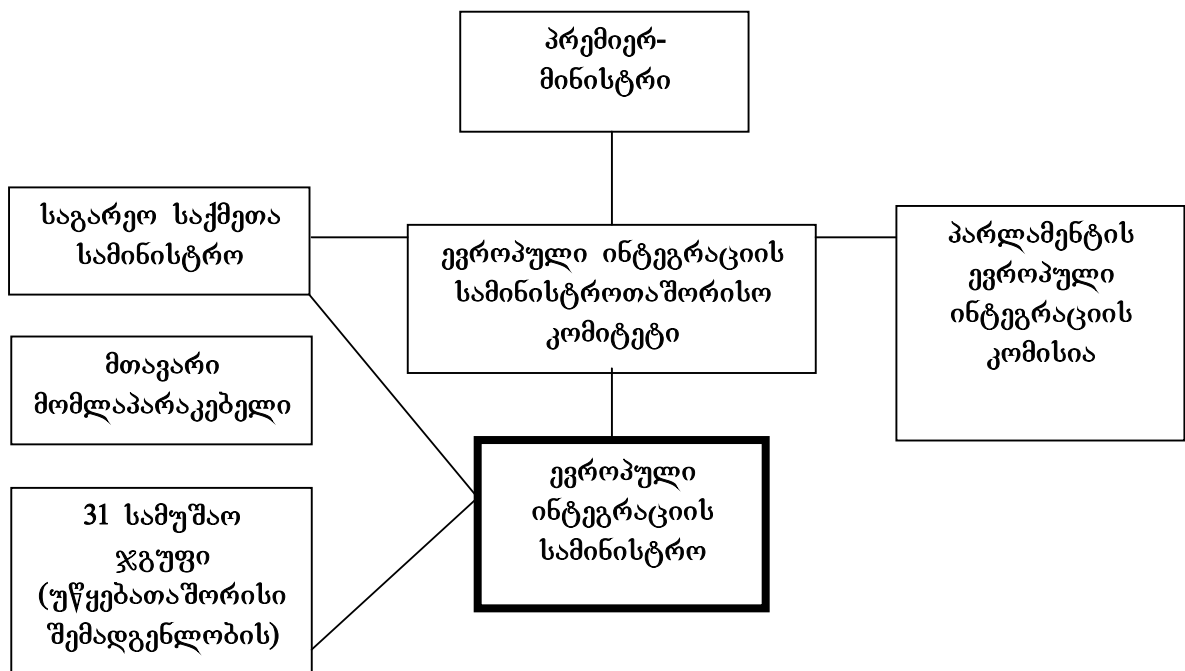 პრემიერ-
მინისტრი
საგარეო საქმეთა
სამინისტრო
ევროპული ინტეგრაციის
სამინისტროთაშორისო
კომიტეტი
პარლამენტის
ევროპული
ინტეგრაციის
კომისია
მთავარი
მომლაპარაკებელი
ევროპული
ინტეგრაციის
სამინისტრო
31 სამუშაო
ჯგუფი
(უწყებათაშორისი
შემადგენლობის)